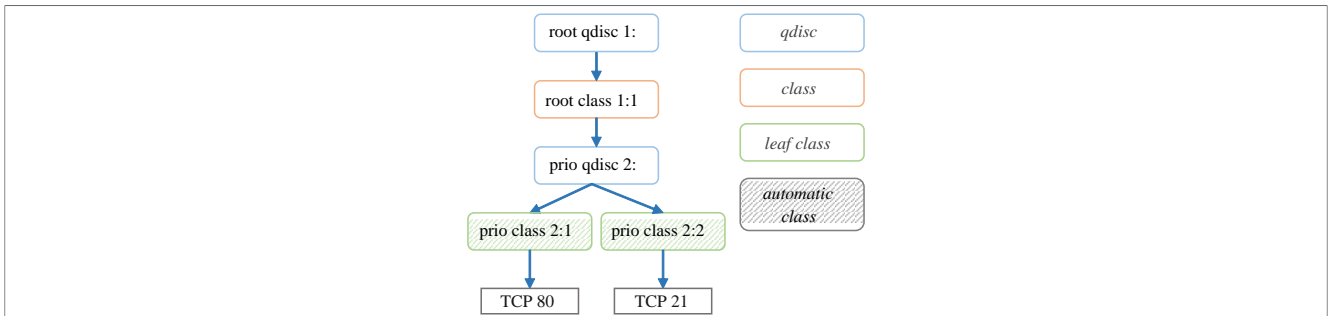 root qdisc 1:
root class 1:1
prio qdisc 2:
prio class 2:1
prio class 2:2
TCP 80
TCP 21
qdisc
class
leaf class
automatic
class